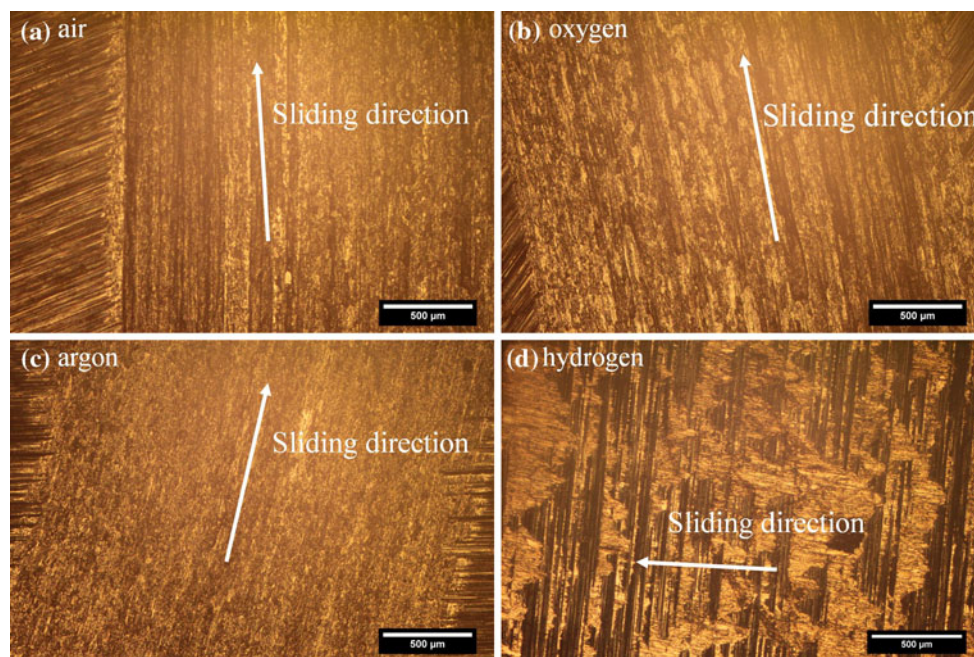 (a) air
Sliding direction
500 µm
(b) oxygen
Sliding direction
500 µm
(c) argon
Sliding direction
500 µm
(d) hydrogen
Sliding direction
500 µm